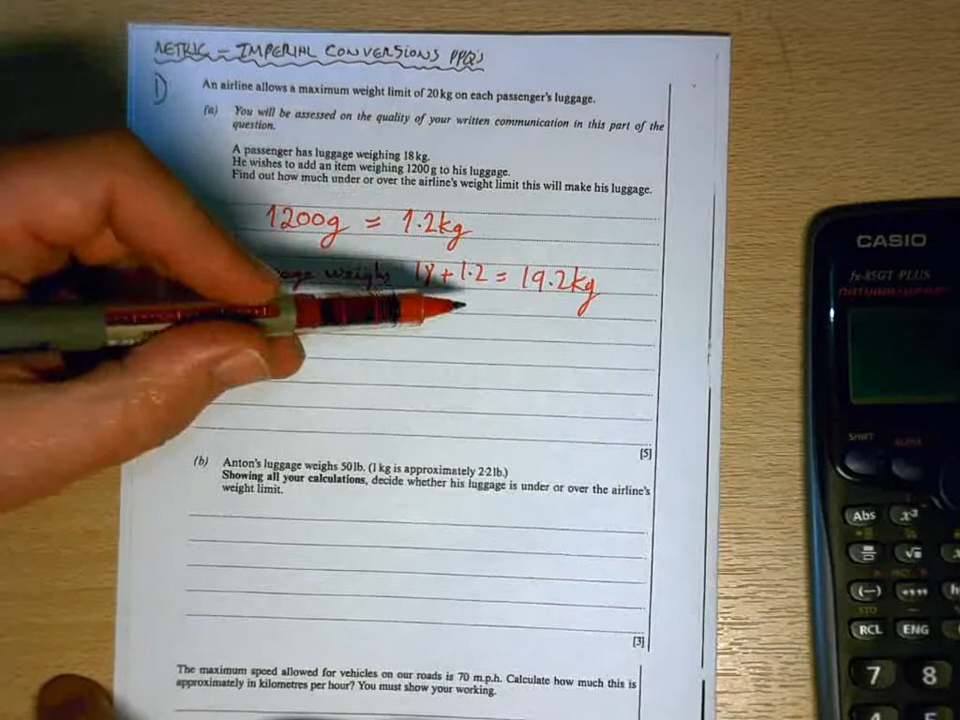 METRIC - IMPERIAL CONVERSIONS PPQ's
1)
An airline allows a maximum weight limit of 20 kg on each passenger's luggage.
(a) You will be assessed on the quality of your written communication in this part of the
question.
A passenger has luggage weighing 18 kg.
He wishes to add an item weighing 1200 g to his luggage.
Find out how much under or over the airline's weight limit this will make his luggage.
1200g = 1.2kg
weighs 18 + 1.2 = 19.2kg
[5]
(b) Anton's luggage weighs 50 lb. (1 kg is approximately 2·2 lb.)
Showing all your calculations, decide whether his luggage is under or over the airline's
weight limit.
[3]
The maximum speed allowed for vehicles on our roads is 70 m.p.h. Calculate how much this is
approximately in kilometres per hour? You must show your working.
CASIO
fx-85GT PLUS
SHIFT
ALPHA
Abs x³
(−)
STO
RCL ENG
7 8